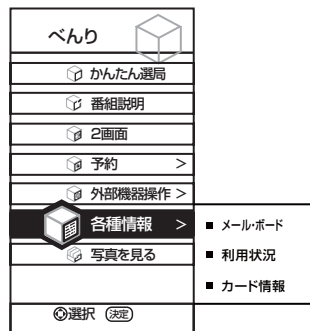 べんり
かんたん選局
番組説明
2画面
予約 >
外部機器操作 >
各種情報 >
写真を見る
■ メール・ボード
■ 利用状況
■ カード情報
選択 決定